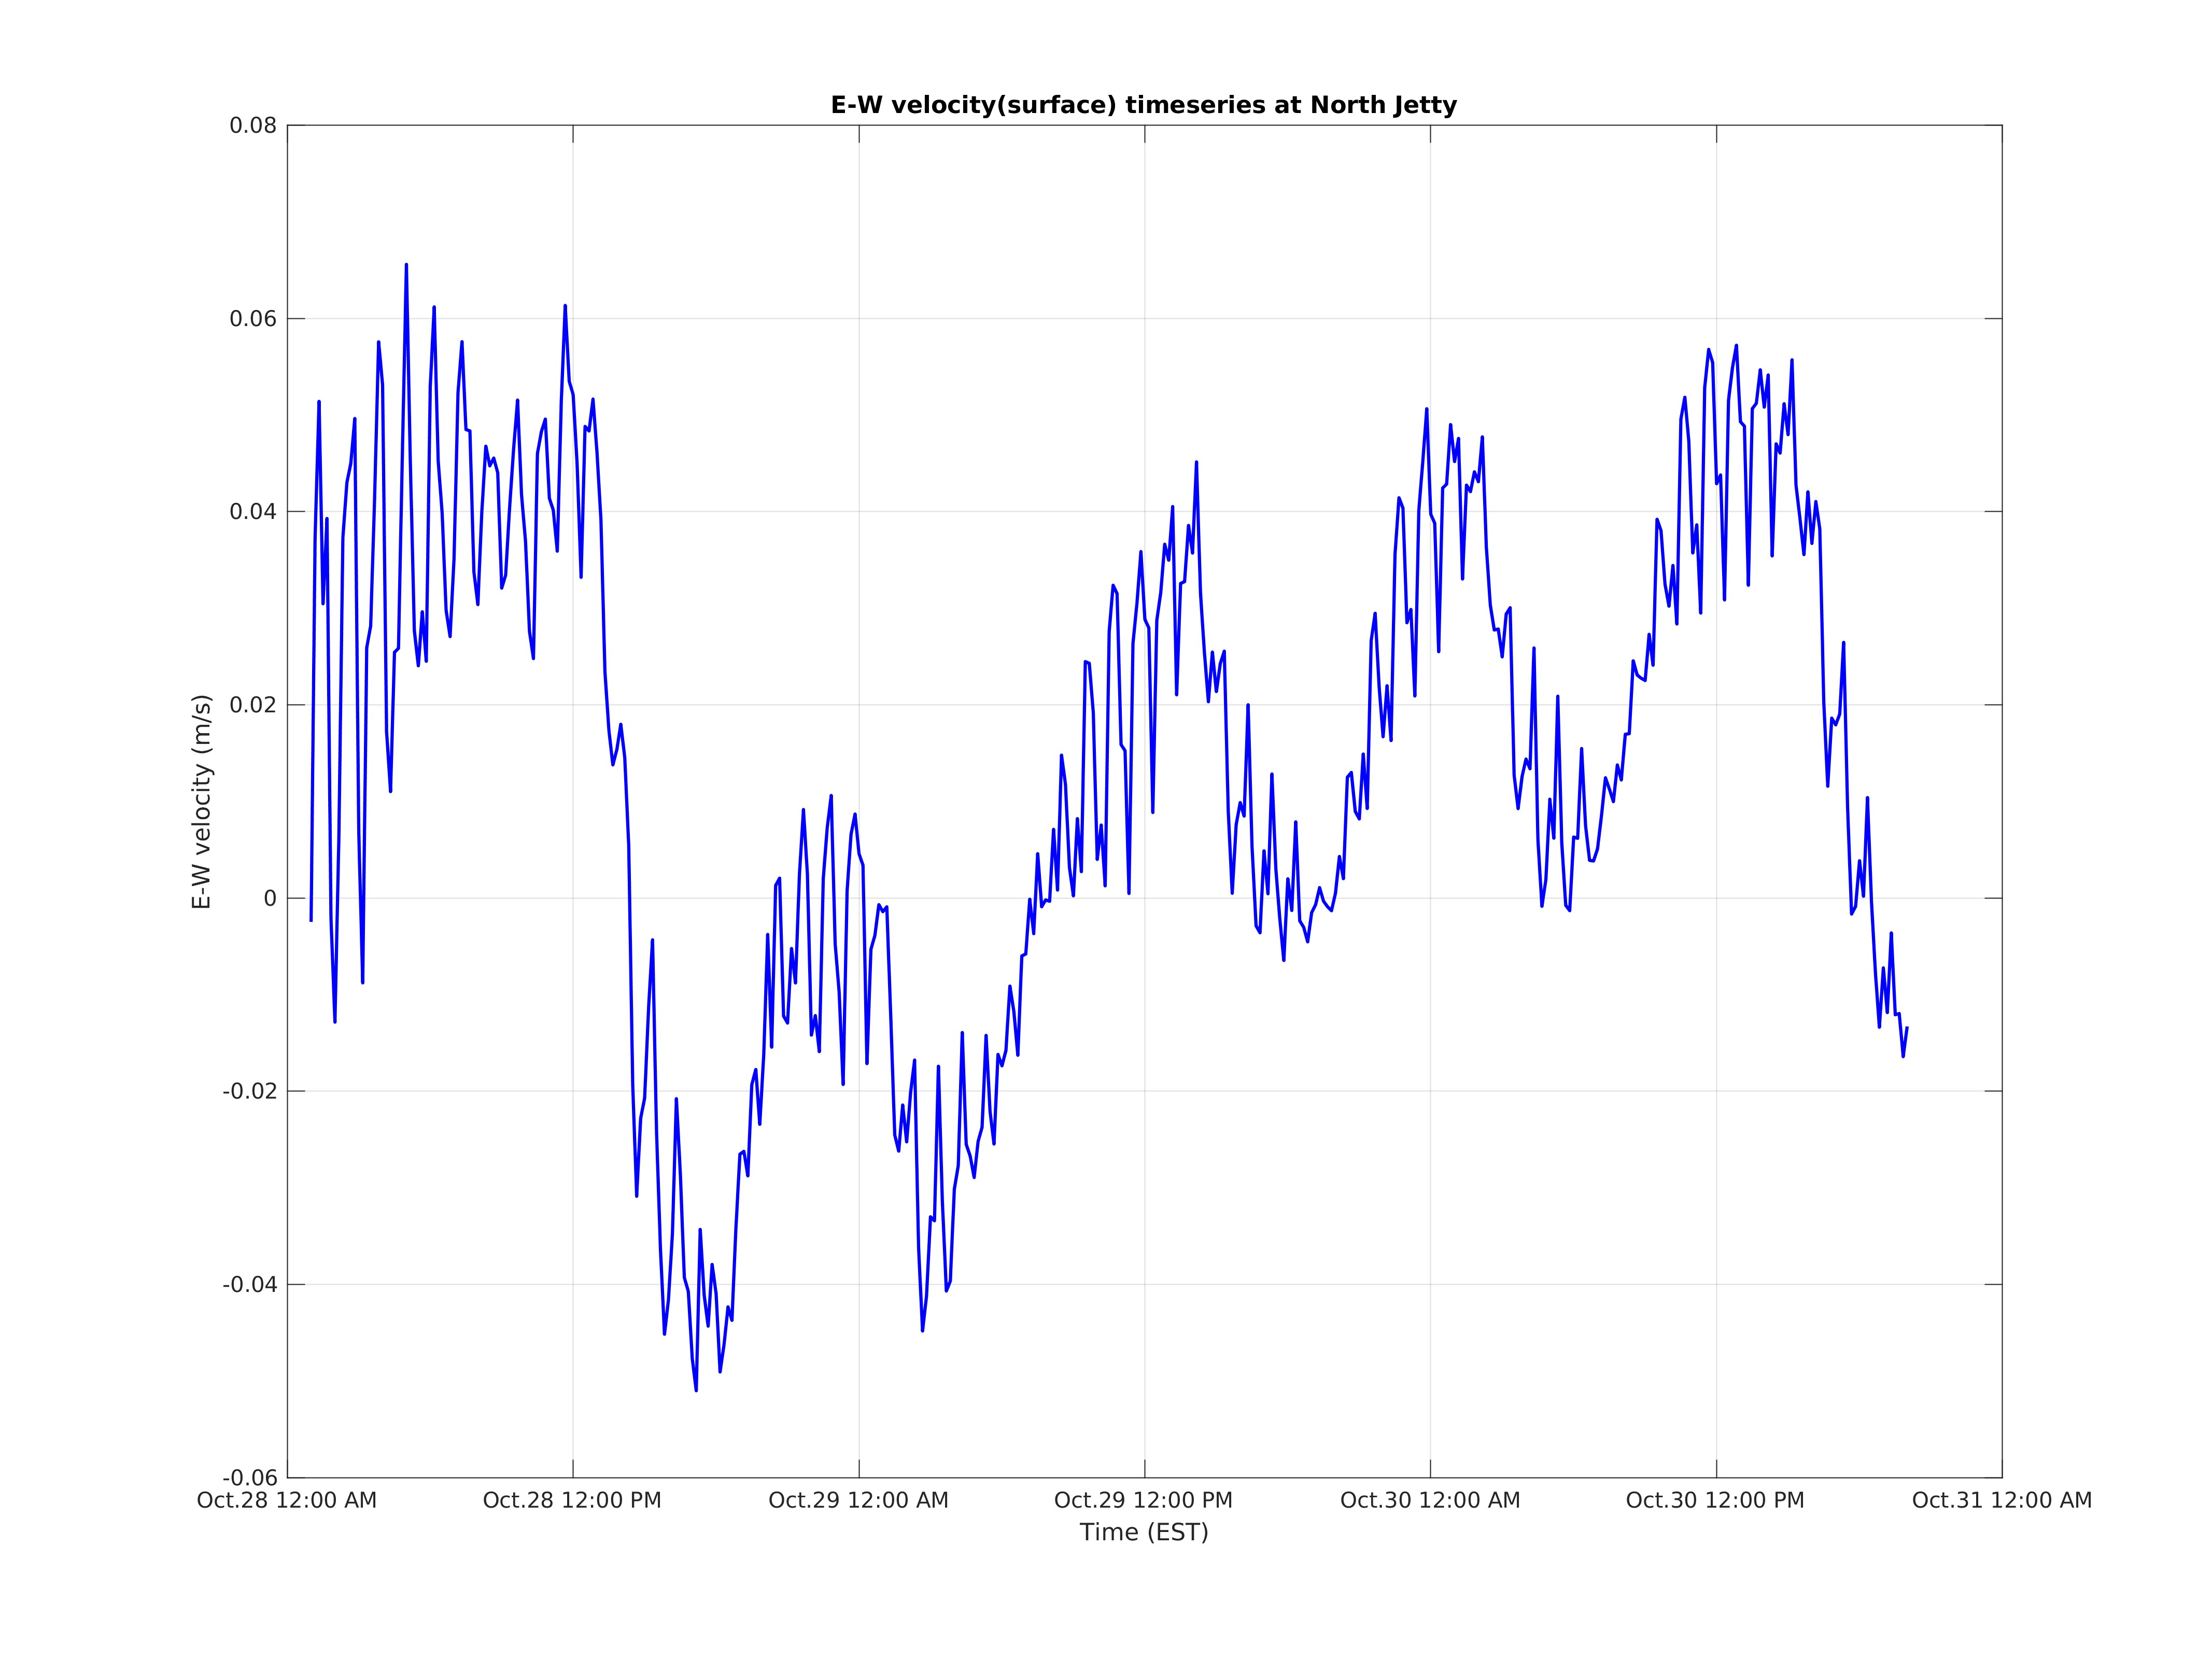 E-W velocity(surface) timeseries at North Jetty
0.08
0.06
0.04
0.02
0
-0.02
-0.04
-0.06
E-W velocity (m/s)
Oct.28 12:00 AM Oct.28 12:00 PM Oct.29 12:00 AM Oct.29 12:00 PM Oct.30 12:00 AM Oct.30 12:00 PM Oct.31 12:00 AM
Time (EST)